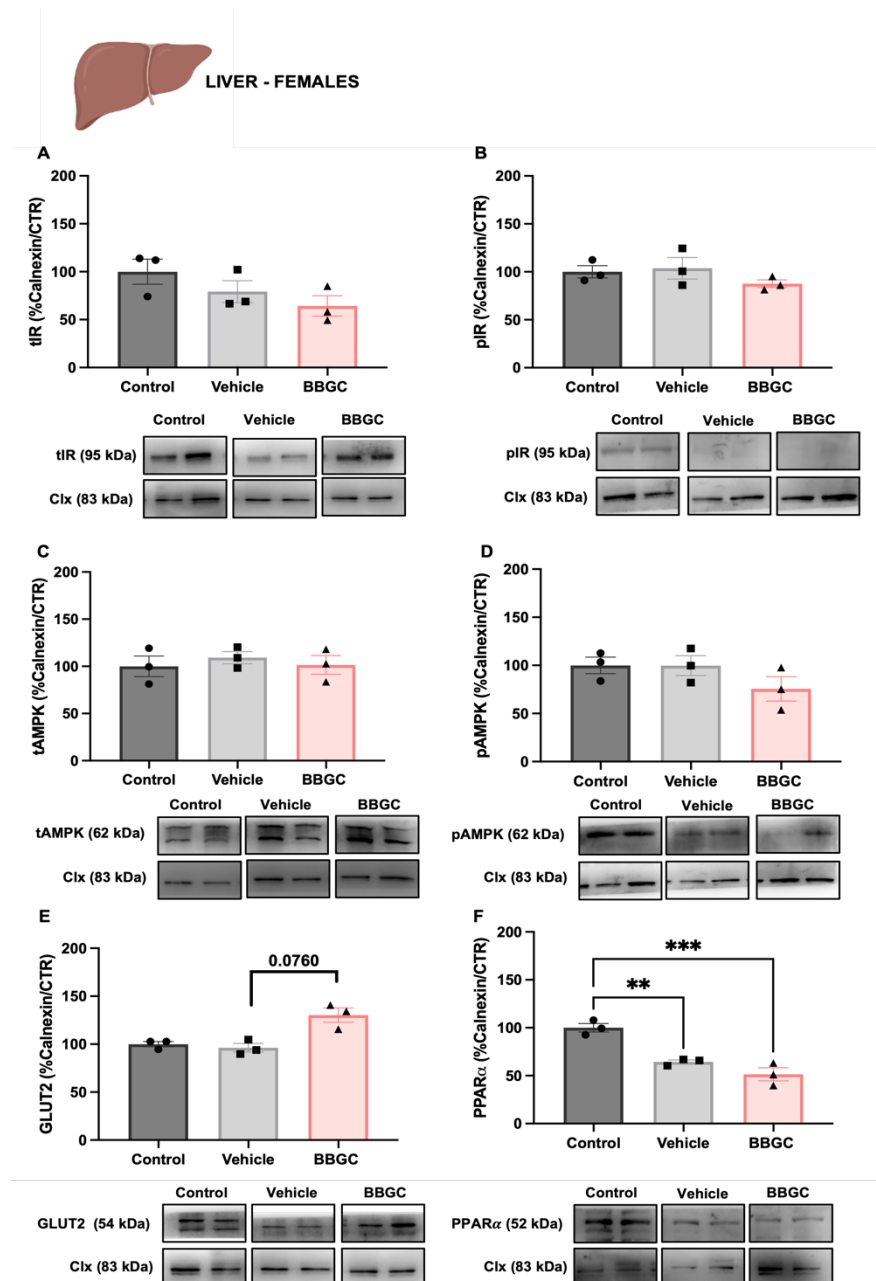 LIVER - FEMALES
A
tIR (%Calnexin/CTR)
200
150
100
50
0
Control Vehicle BBGC
Control Vehicle BBGC
tIR (95 kDa)
Clx (83 kDa)
B
pIR (%Calnexin/CTR)
200
150
100
50
0
Control Vehicle BBGC
Control Vehicle BBGC
pIR (95 kDa)
Clx (83 kDa)
C
tAMPK (%Calnexin/CTR)
200
150
100
50
0
Control Vehicle BBGC
Control Vehicle BBGC
tAMPK (62 kDa)
Clx (83 kDa)
D
pAMPK (%Calnexin/CTR)
200
150
100
50
0
Control Vehicle BBGC
Control Vehicle BBGC
pAMPK (62 kDa)
Clx (83 kDa)
E
GLUT2 (%Calnexin/CTR)
200
150
100
50
0
0.0760
Control Vehicle BBGC
Control Vehicle BBGC
GLUT2 (54 kDa)
Clx (83 kDa)
F
PPARα (%Calnexin/CTR)
200
150
100
50
0
***
**
Control Vehicle BBGC
Control Vehicle BBGC
PPARα (52 kDa)
Clx (83 kDa)